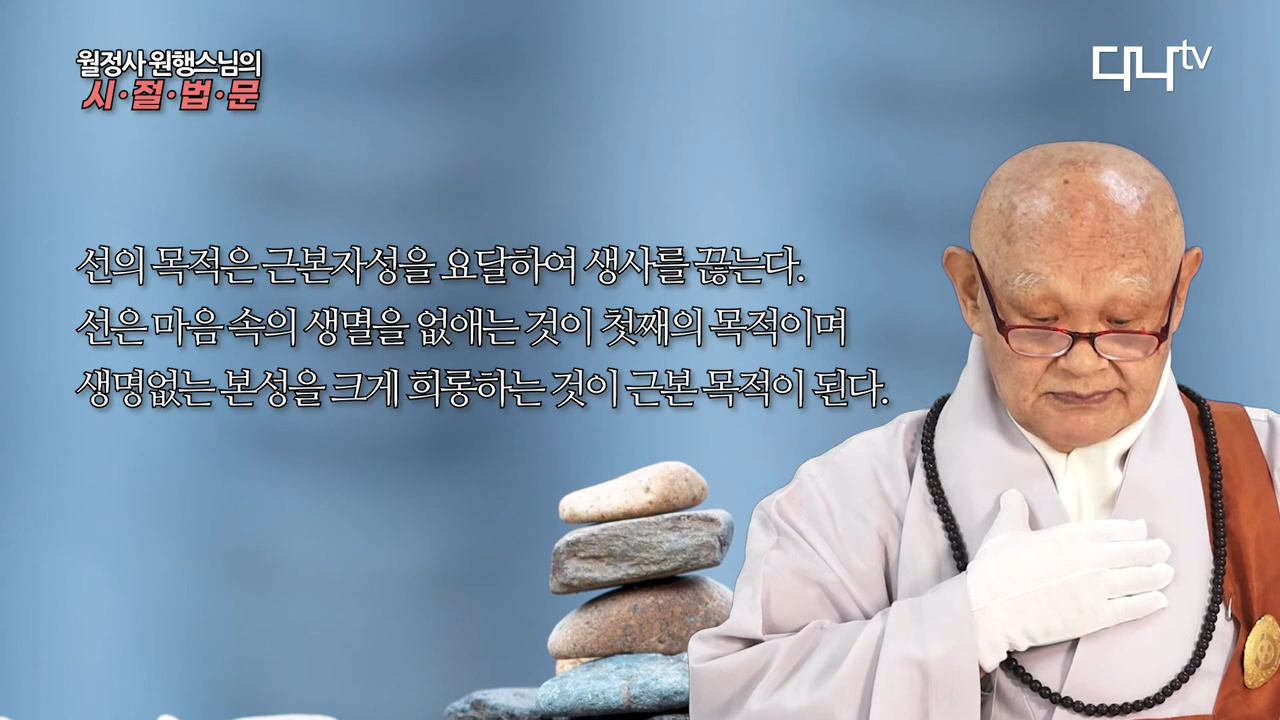 월정사 원행스님의
시·절·법·문
다나tv
선의 목적은 근본자성을 요달하여 생사를 끊는다.
선은 마음 속의 생멸을 없애는 것이 첫째의 목적이며
생명없는 본성을 크게 희롱하는 것이 근본 목적이 된다.